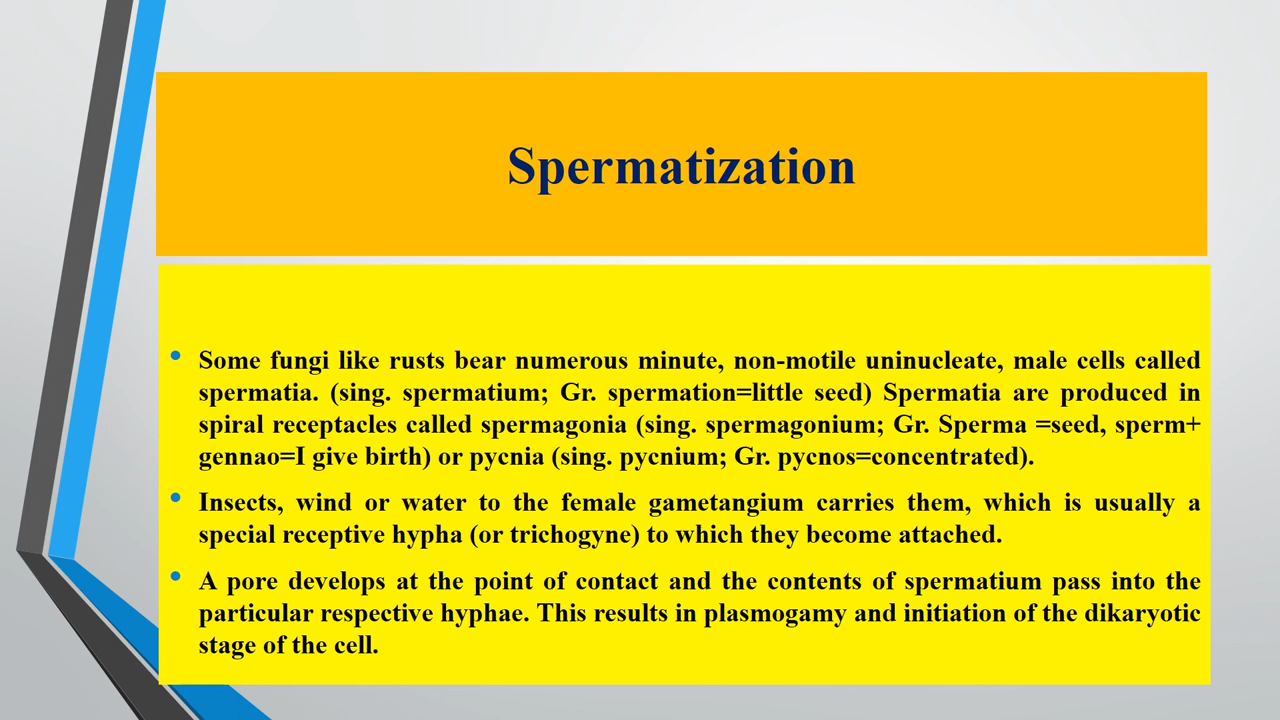 Spermatization
• Some fungi like rusts bear numerous minute, non-motile uninucleate, male cells called
spermatia. (sing. spermatium; Gr. spermation=little seed) Spermatia are produced in
spiral receptacles called spermagonia (sing. spermagonium; Gr. Sperma =seed, sperm+
gennao=I give birth) or pycnia (sing. pycnium; Gr. pycnos=concentrated).
• Insects, wind or water to the female gametangium carries them, which is usually a
special receptive hypha (or trichogyne) to which they become attached.
• A pore develops at the point of contact and the contents of spermatium pass into the
particular respective hyphae. This results in plasmogamy and initiation of the dikaryotic
stage of the cell.